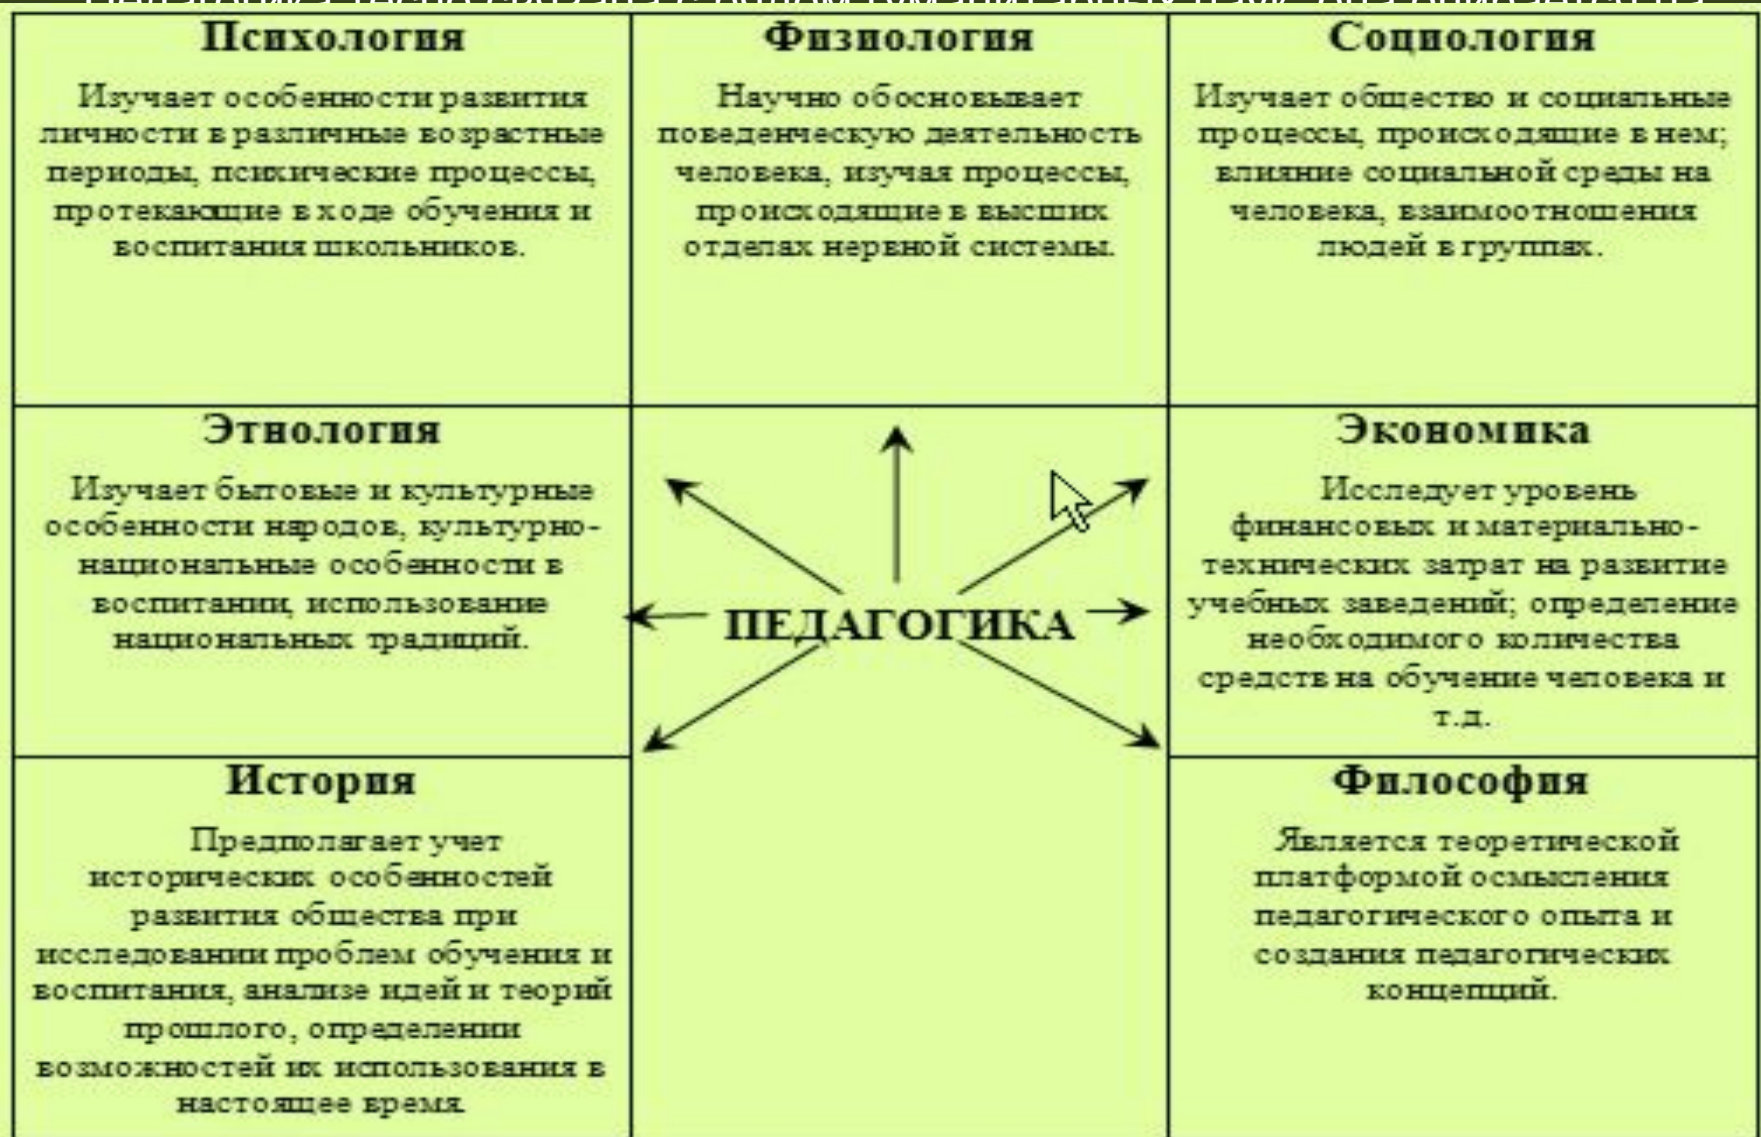 Психология
Изучает особенности развития
личности в различные возрастные
периоды, психические процессы,
протекающие в ходе обучения и
воспитания школьников.
Физиология
Научно обосновывает
поведенческую деятельность
человека, изучая процессы,
происходящие в высших
отделах нервной системы.
Социология
Изучает общество и социальные
процессы, происходящие в нем;
влияние социальной среды на
человека, взаимоотношения
людей в группах.
Этнология
Изучает бытовые и культурные
особенности народов, культурно-
национальные особенности в
воспитании, использование
национальных традиций.
ПЕДАГОГИКА
Экономика
Исследует уровень
финансовых и материально-
технических затрат на развитие
учебных заведений; определение
необходимого количества
средств на обучение человека и
т.д.
История
Предполагает учет
исторических особенностей
развития общества при
исследовании проблем обучения и
воспитания, анализе идей и теорий
прошлого, определении
возможностей их использования в
настоящее время.
Философия
Является теоретической
платформой осмысления
педагогического опыта и
создания педагогических
концепций.